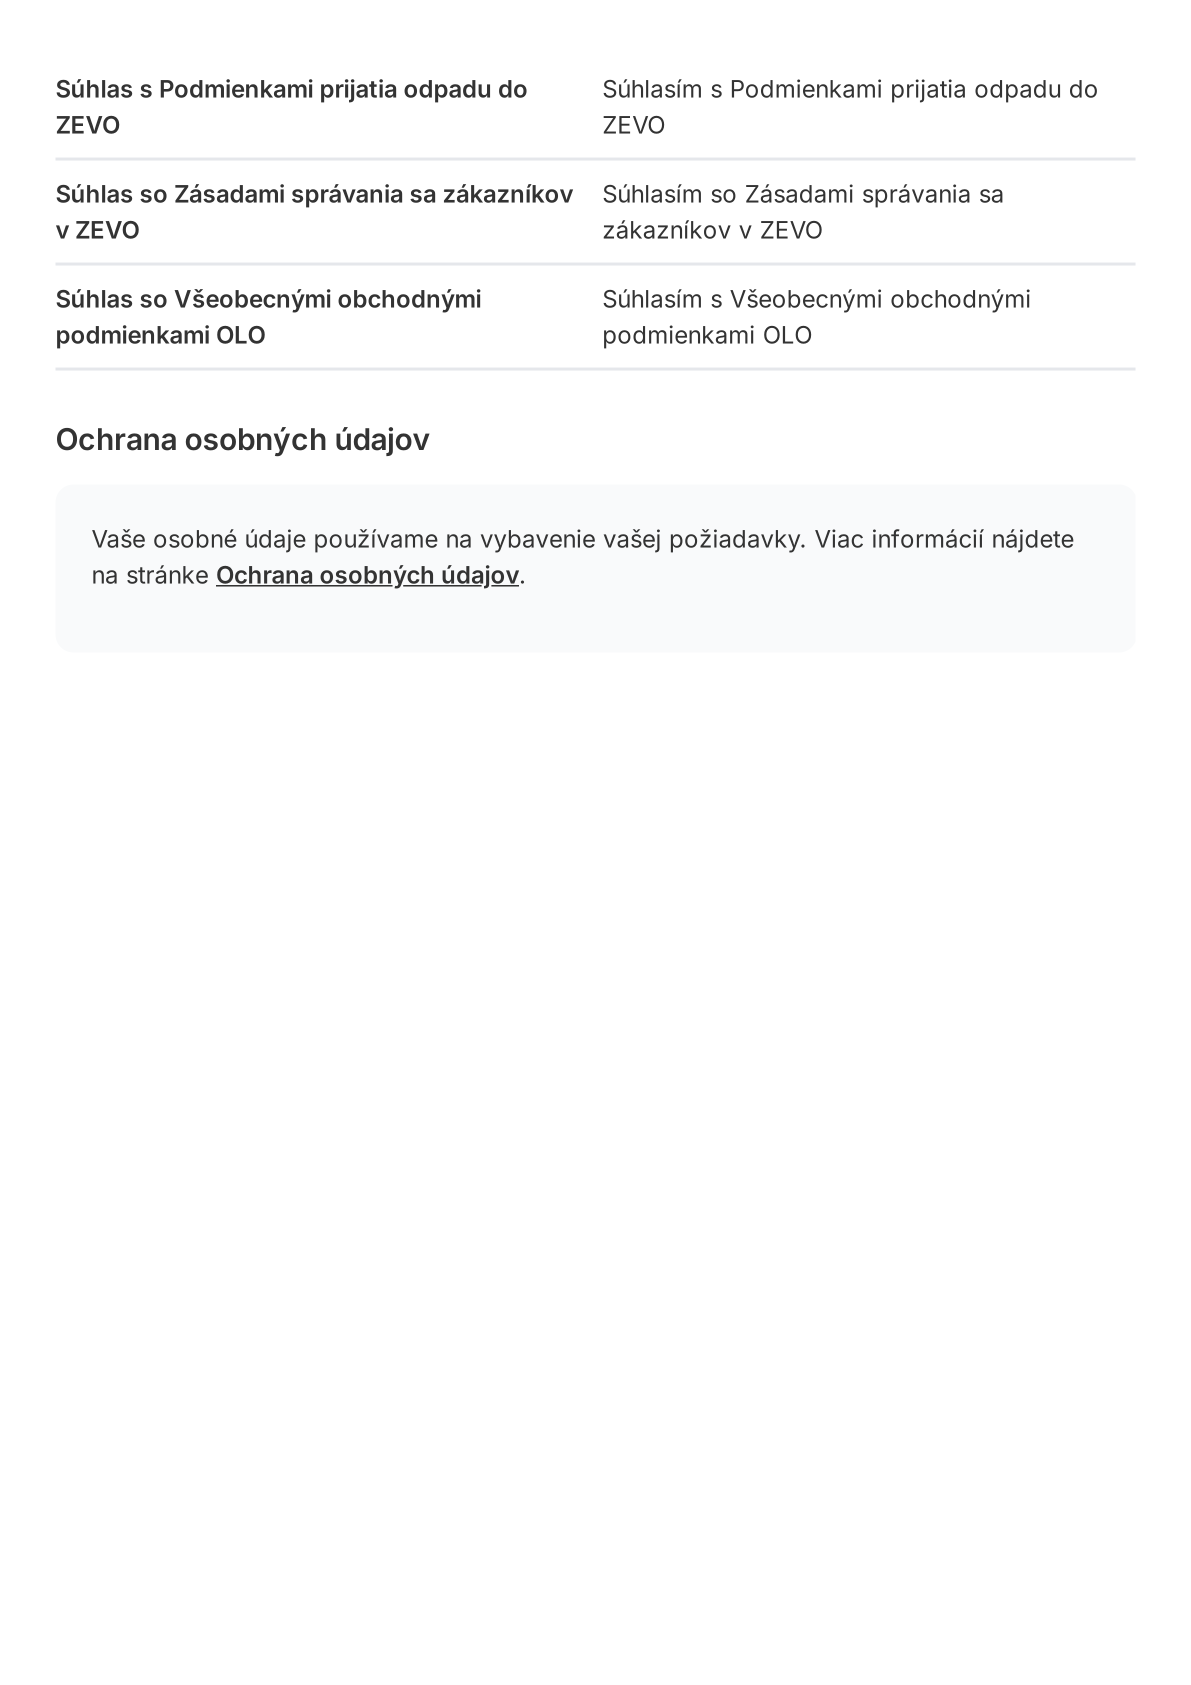 Súhlas s Podmienkami prijatia odpadu do
ZEVO
Súhlasím s Podmienkami prijatia odpadu do
ZEVO
Súhlas so Zásadami správania sa zákazníkov
v ZEVO
Súhlasím so Zásadami správania sa
zákazníkov v ZEVO
Súhlas so Všeobecnými obchodnými
podmienkami OLO
Súhlasím s Všeobecnými obchodnými
podmienkami OLO
Ochrana osobných údajov
Vaše osobné údaje používame na vybavenie vašej požiadavky. Viac informácií nájdete
na stránke Ochrana osobných údajov.